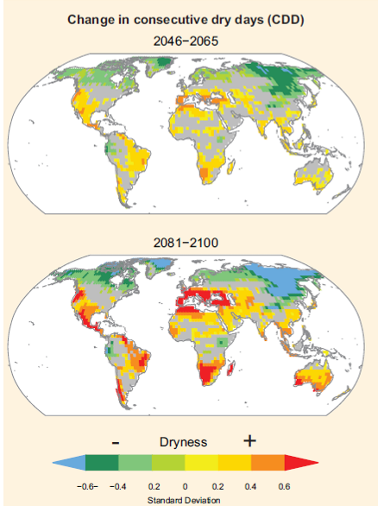 Change in consecutive dry days (CDD)
2046−2065
2081−2100
- Dryness +
−0.6− −0.4 0.2 0 0.2 0.4 0.6
Standard Deviation